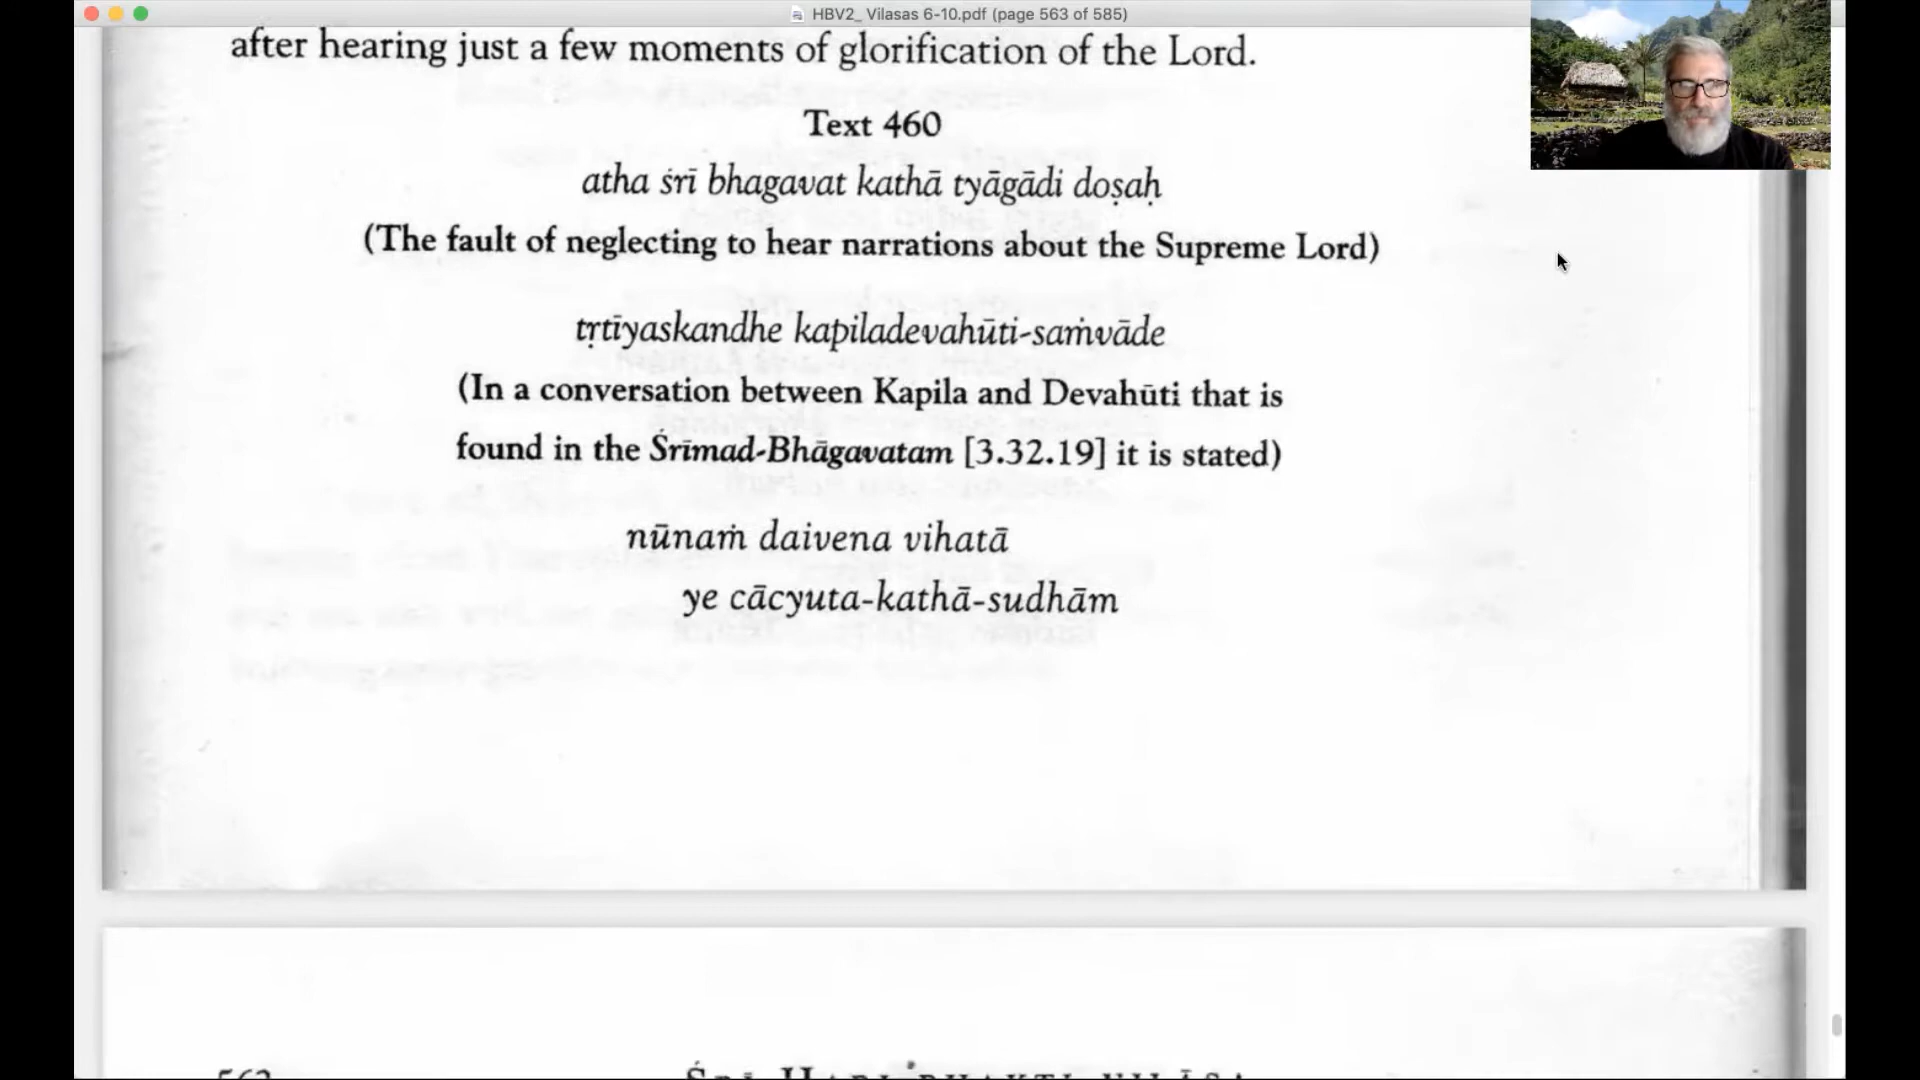 HBV2_ Vilasas 6-10.pdf (page 563 of 585)
after hearing just a few moments of glorification of the Lord.
Text 460
atha śrī bhagavat kathā tyāgādi doṣaḥ
(The fault of neglecting to hear narrations about the Supreme Lord)
tṛtīyaskandhe kapiladevahūti-saṁvāde
(In a conversation between Kapila and Devahūti that is
found in the Śrīmad-Bhāgavatam [3.32.19] it is stated)
nūnaṁ daivena vihatā
ye cācyuta-kathā-sudhām